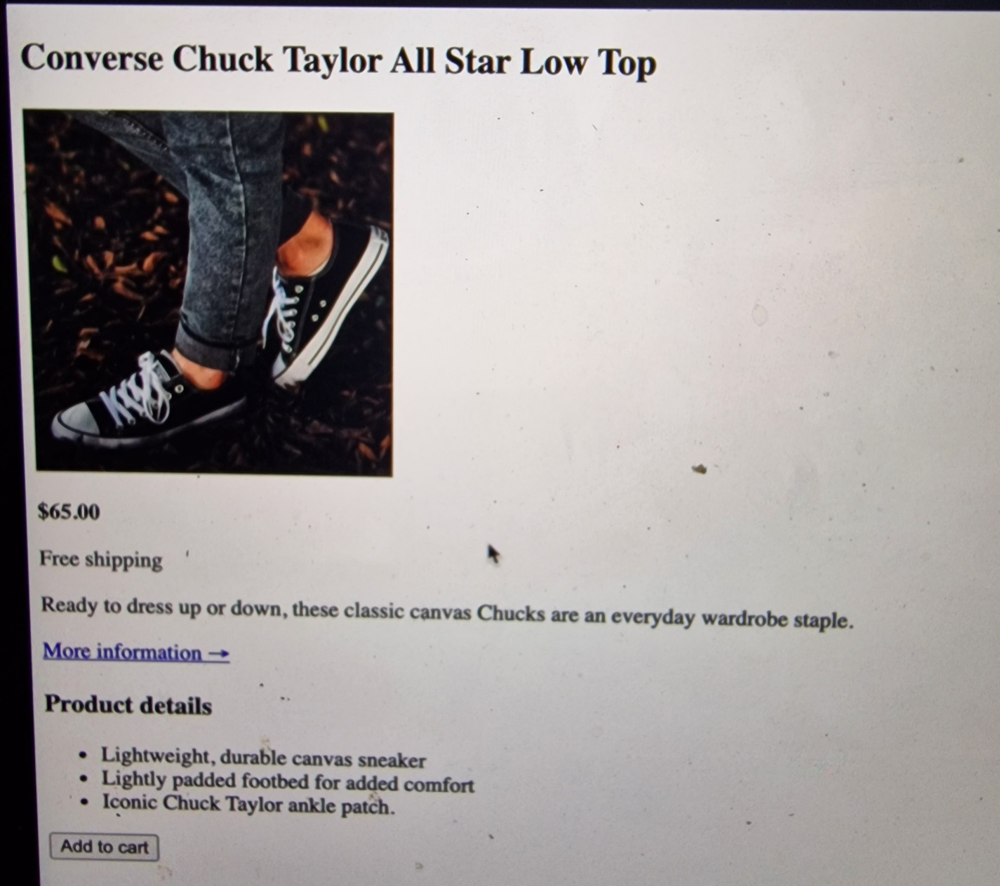 Converse Chuck Taylor All Star Low Top
$65.00
Free shipping
Ready to dress up or down, these classic canvas Chucks are an everyday wardrobe staple.
More information →
Product details
• Lightweight, durable canvas sneaker
• Lightly padded footbed for added comfort
• Iconic Chuck Taylor ankle patch.
Add to cart